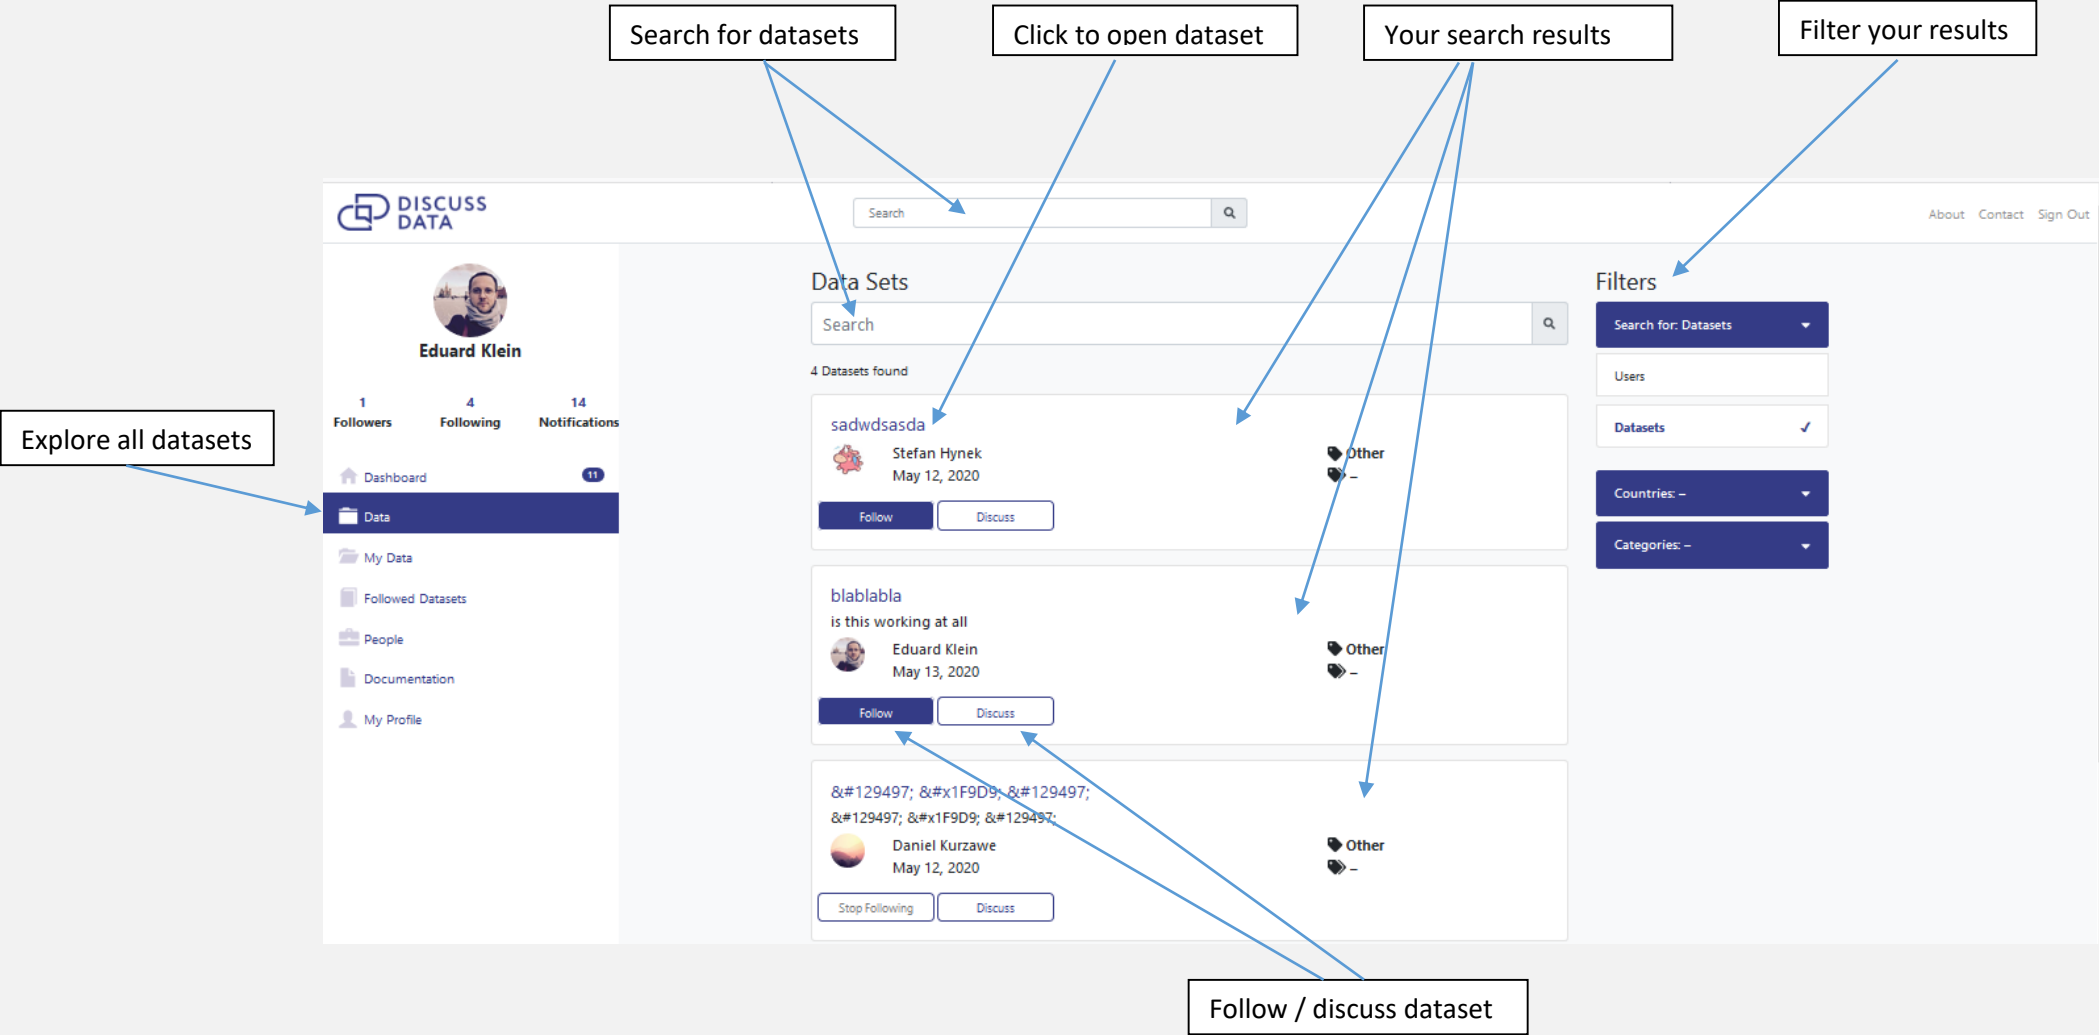 Search for datasets
Click to open dataset
Your search results
Filter your results
DISCUSS
DATA
Search
About Contact Sign Out
Eduard Klein
1 4 14
Followers Following Notifications
Explore all datasets
Dashboard 11
Data
My Data
Followed Datasets
People
Documentation
My Profile
Data Sets
Search
4 Datasets found
sadwdsasda
Stefan Hynek
May 12, 2020
Other
–
Follow Discuss
blablabla
is this working at all
Eduard Klein
May 13, 2020
Other
–
Follow Discuss
&#129497; &#x1F9D9; &#129497;
&#129497; &#x1F9D9; &#129497;
Daniel Kurzawe
May 12, 2020
Other
–
Stop Following Discuss
Filters
Search for: Datasets
Users
Datasets
Countries: –
Categories: –
Follow / discuss dataset